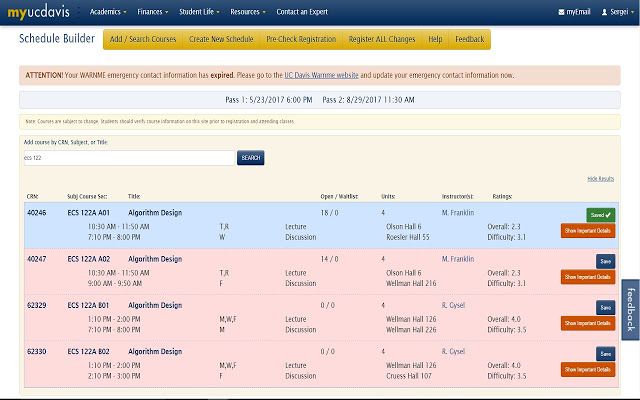 myucdavis Academics Finances Student Life Resources Contact an Expert myEmail Sergei
Schedule Builder Add / Search Courses Create New Schedule Pre-Check Registration Register ALL Changes Help Feedback
ATTENTION! Your WARNME emergency contact information has expired. Please go to the UC Davis Warnme website and update your emergency contact information now.
Pass 1: 5/23/2017 6:00 PM Pass 2: 8/29/2017 11:30 AM
Note: Courses are subject to change. Students should verify course information on this site prior to registration and attending classes
Add course by CRN, Subject, or Title:
ecs 122 SEARCH
Hide Results
CRN: Subj Course Sec: Title: Open / Waitlist: Units: Instructor(s): Ratings:
40246 ECS 122A A01 Algorithm Design 18 / 0 4 M. Franklin Saved ✔
10:30 AM - 11:50 AM T,R Lecture Olson Hall 6 Overall: 2.3 Show Important Details
7:10 PM - 8:00 PM W Discussion Roesler Hall 55 Difficulty: 3.1
40247 ECS 122A A02 Algorithm Design 14 / 0 4 M. Franklin Save
10:30 AM - 11:50 AM T,R Lecture Olson Hall 6 Overall: 2.3 Show Important Details
9:00 AM - 9:50 AM F Discussion Wellman Hall 216 Difficulty: 3.1
62329 ECS 122A B01 Algorithm Design 0 / 0 4 R. Gysel Save
1:10 PM - 2:00 PM M,W,F Lecture Wellman Hall 126 Overall: 4.0 Show Important Details
7:10 PM - 8:00 PM M Discussion Wellman Hall 226 Difficulty: 3.5
62330 ECS 122A B02 Algorithm Design 0 / 0 4 R. Gysel Save
1:10 PM - 2:00 PM M,W,F Lecture Wellman Hall 126 Overall: 4.0 Show Important Details
2:10 PM - 3:00 PM F Discussion Cruess Hall 107 Difficulty: 3.5
feedback